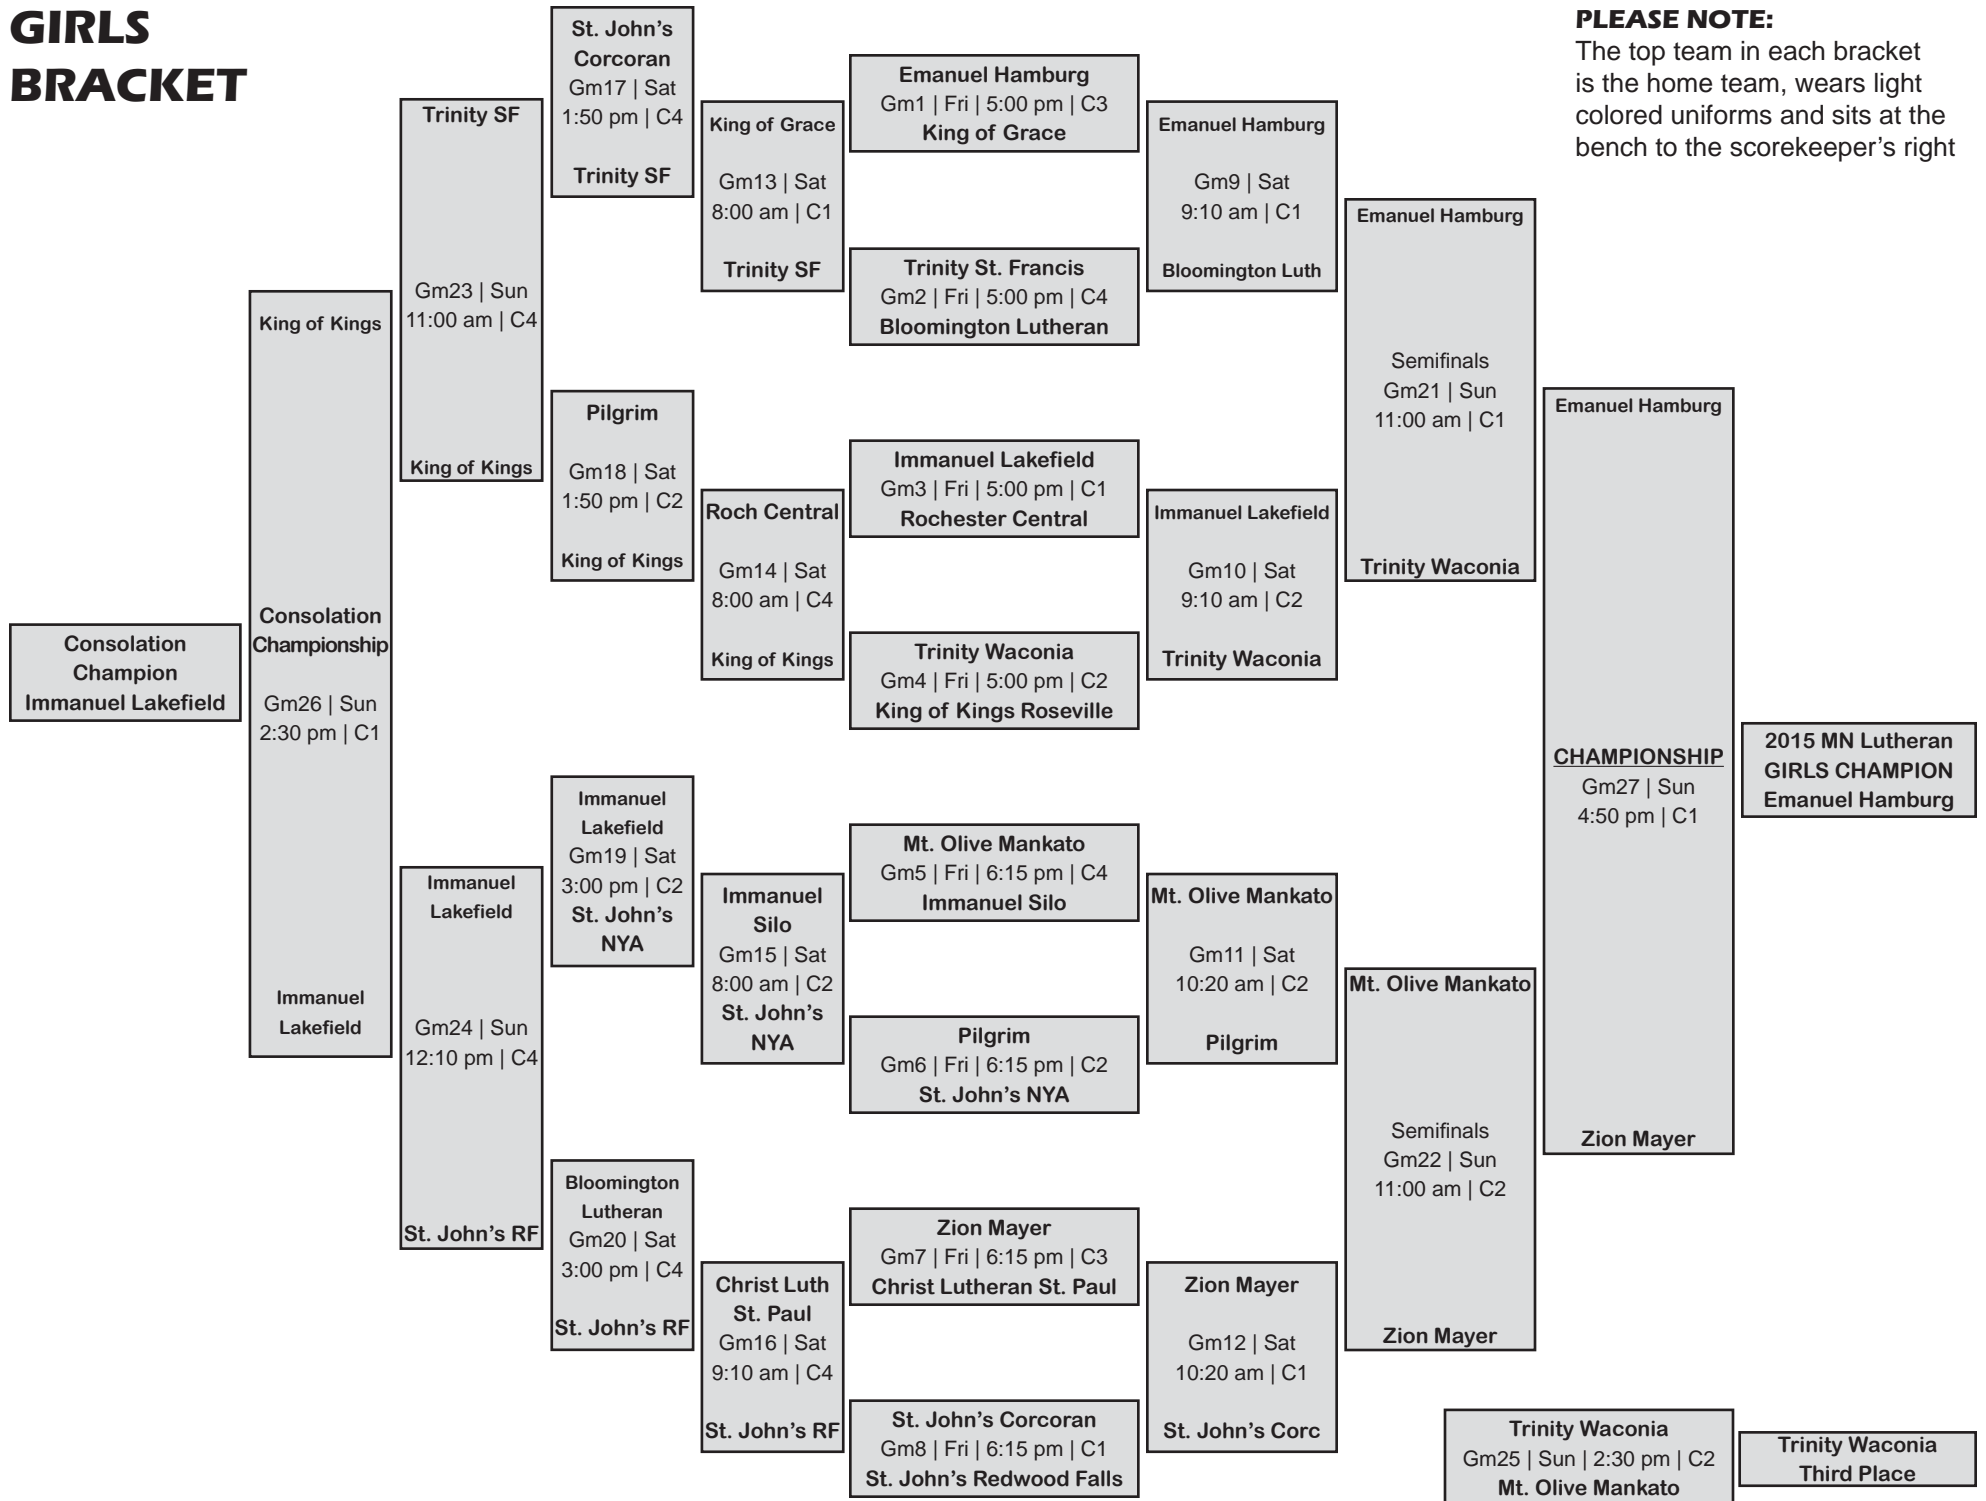 GIRLS
BRACKET
PLEASE NOTE:
The top team in each bracket
is the home team, wears light
colored uniforms and sits at the
bench to the scorekeeper's right
Consolation
Champion
Immanuel Lakefield
King of Kings
Consolation
Championship
Gm26 | Sun
2:30 pm | C1
Immanuel
Lakefield
Trinity SF
Gm23 | Sun
11:00 am | C4
King of Kings
Immanuel
Lakefield
Gm24 | Sun
12:10 pm | C4
St. John's RF
St. John's
Corcoran
Gm17 | Sat
1:50 pm | C4
Trinity SF
Pilgrim
Gm18 | Sat
1:50 pm | C2
King of Kings
Immanuel
Lakefield
Gm19 | Sat
3:00 pm | C2
St. John's
NYA
Bloomington
Lutheran
Gm20 | Sat
3:00 pm | C4
St. John's RF
King of Grace
Gm13 | Sat
8:00 am | C1
Trinity SF
Roch Central
Gm14 | Sat
8:00 am | C4
King of Kings
Immanuel
Silo
Gm15 | Sat
8:00 am | C2
St. John's
NYA
Christ Luth
St. Paul
Gm16 | Sat
9:10 am | C4
St. John's RF
Emanuel Hamburg
Gm1 | Fri | 5:00 pm | C3
King of Grace
Trinity St. Francis
Gm2 | Fri | 5:00 pm | C4
Bloomington Lutheran
Immanuel Lakefield
Gm3 | Fri | 5:00 pm | C1
Rochester Central
Trinity Waconia
Gm4 | Fri | 5:00 pm | C2
King of Kings Roseville
Mt. Olive Mankato
Gm5 | Fri | 6:15 pm | C4
Immanuel Silo
Pilgrim
Gm6 | Fri | 6:15 pm | C2
St. John's NYA
Zion Mayer
Gm7 | Fri | 6:15 pm | C3
Christ Lutheran St. Paul
St. John's Corcoran
Gm8 | Fri | 6:15 pm | C1
St. John's Redwood Falls
Emanuel Hamburg
Gm9 | Sat
9:10 am | C1
Bloomington Luth
Immanuel Lakefield
Gm10 | Sat
9:10 am | C2
Trinity Waconia
Mt. Olive Mankato
Gm11 | Sat
10:20 am | C2
Pilgrim
Zion Mayer
Gm12 | Sat
10:20 am | C1
St. John's Corc
Emanuel Hamburg
Semifinals
Gm21 | Sun
11:00 am | C1
Trinity Waconia
Mt. Olive Mankato
Semifinals
Gm22 | Sun
11:00 am | C2
Zion Mayer
Emanuel Hamburg
CHAMPIONSHIP
Gm27 | Sun
4:50 pm | C1
Zion Mayer
2015 MN Lutheran
GIRLS CHAMPION
Emanuel Hamburg
Trinity Waconia
Gm25 | Sun | 2:30 pm | C2
Mt. Olive Mankato
Trinity Waconia
Third Place